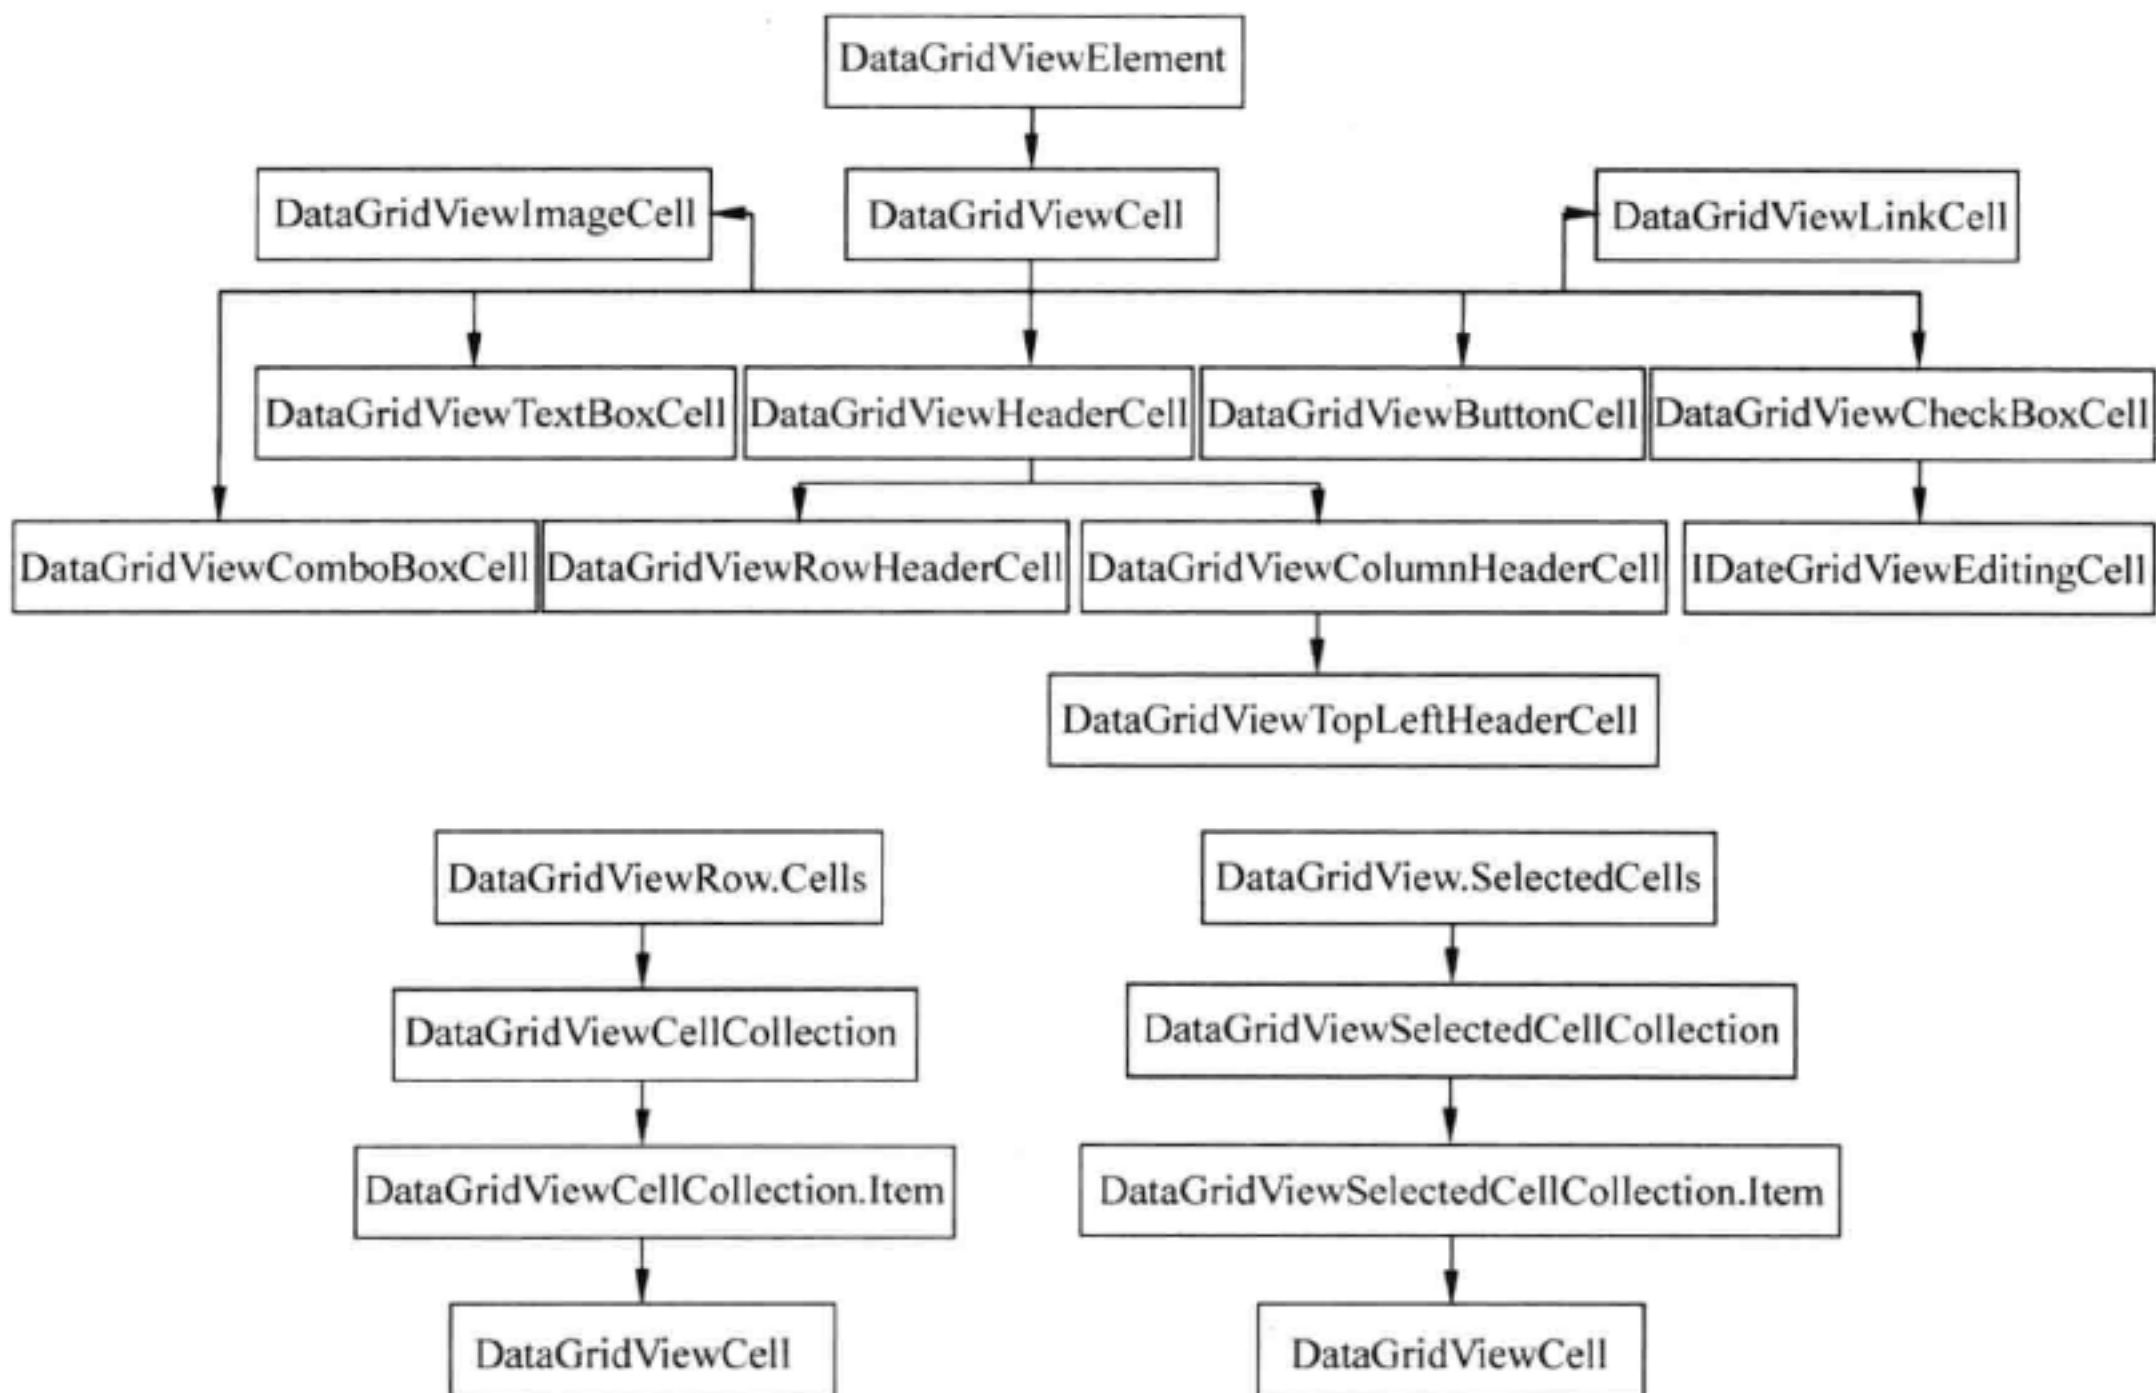 DataGridViewElement
DataGridViewImageCell
DataGridViewCell
DataGridViewLinkCell
DataGridViewTextBoxCell
DataGridViewHeaderCell
DataGridViewButtonCell
DataGridViewCheckBoxCell
DataGridViewComboBoxCell
DataGridViewRowHeaderCell
DataGridViewColumnHeaderCell
IDateGridViewEditingCell
DataGridViewTopLeftHeaderCell
DataGridViewRow.Cells
DataGridView.SelectedCells
DataGridViewCellCollection
DataGridViewSelectedCellCollection
DataGridViewCellCollection.Item
DataGridViewSelectedCellCollection.Item
DataGridViewCell
DataGridViewCell